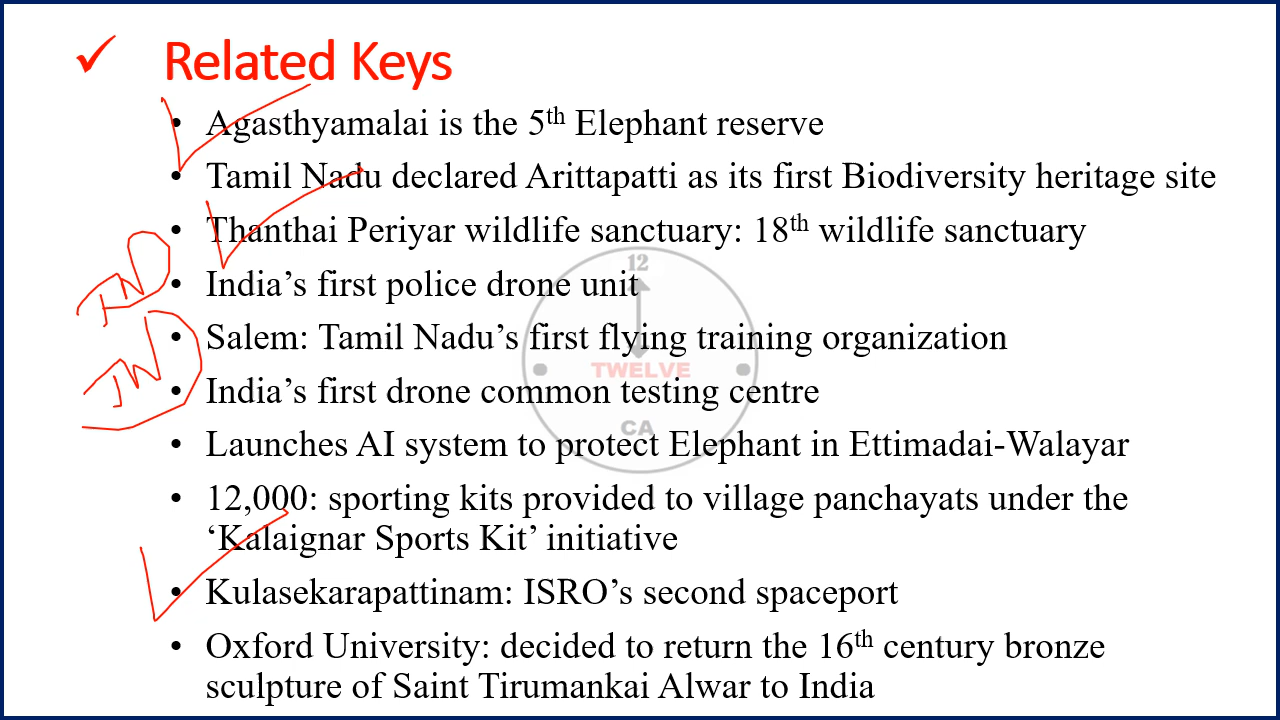 ✓ Related Keys
• Agasthyamalai is the 5th Elephant reserve
• Tamil Nadu declared Arittapatti as its first Biodiversity heritage site
• Thanthai Periyar wildlife sanctuary: 18th wildlife sanctuary
• India’s first police drone unit
• Salem: Tamil Nadu’s first flying training organization
• India’s first drone common testing centre
• Launches AI system to protect Elephant in Ettimadai-Walayar
• 12,000: sporting kits provided to village panchayats under the
‘Kalaignar Sports Kit’ initiative
• Kulasekarapattinam: ISRO’s second spaceport
• Oxford University: decided to return the 16th century bronze
sculpture of Saint Tirumankai Alwar to India
12
TWELVE
CA